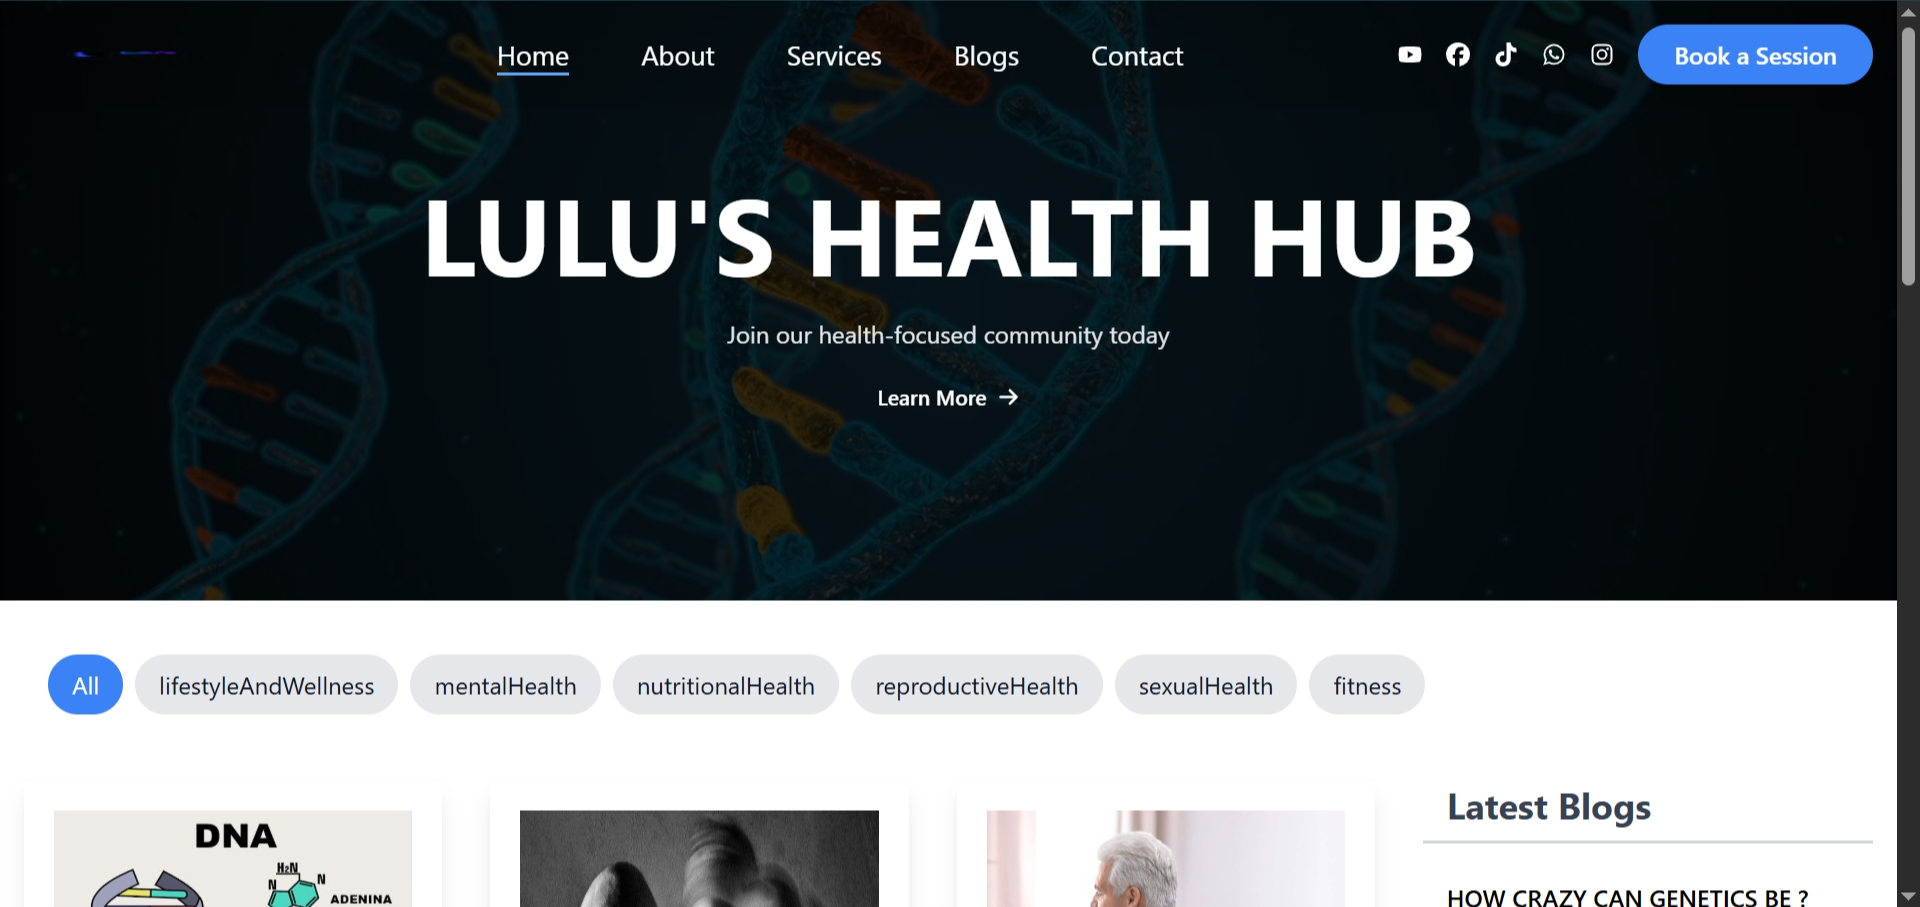 Home About Services Blogs Contact Book a Session
LULU'S HEALTH HUB
Join our health-focused community today
Learn More →
All lifestyleAndWellness mentalHealth nutritionalHealth reproductiveHealth sexualHealth fitness
Latest Blogs
HOW CRAZY CAN GENETICS BE ?
DNA
H₂N
N N
ADENINA